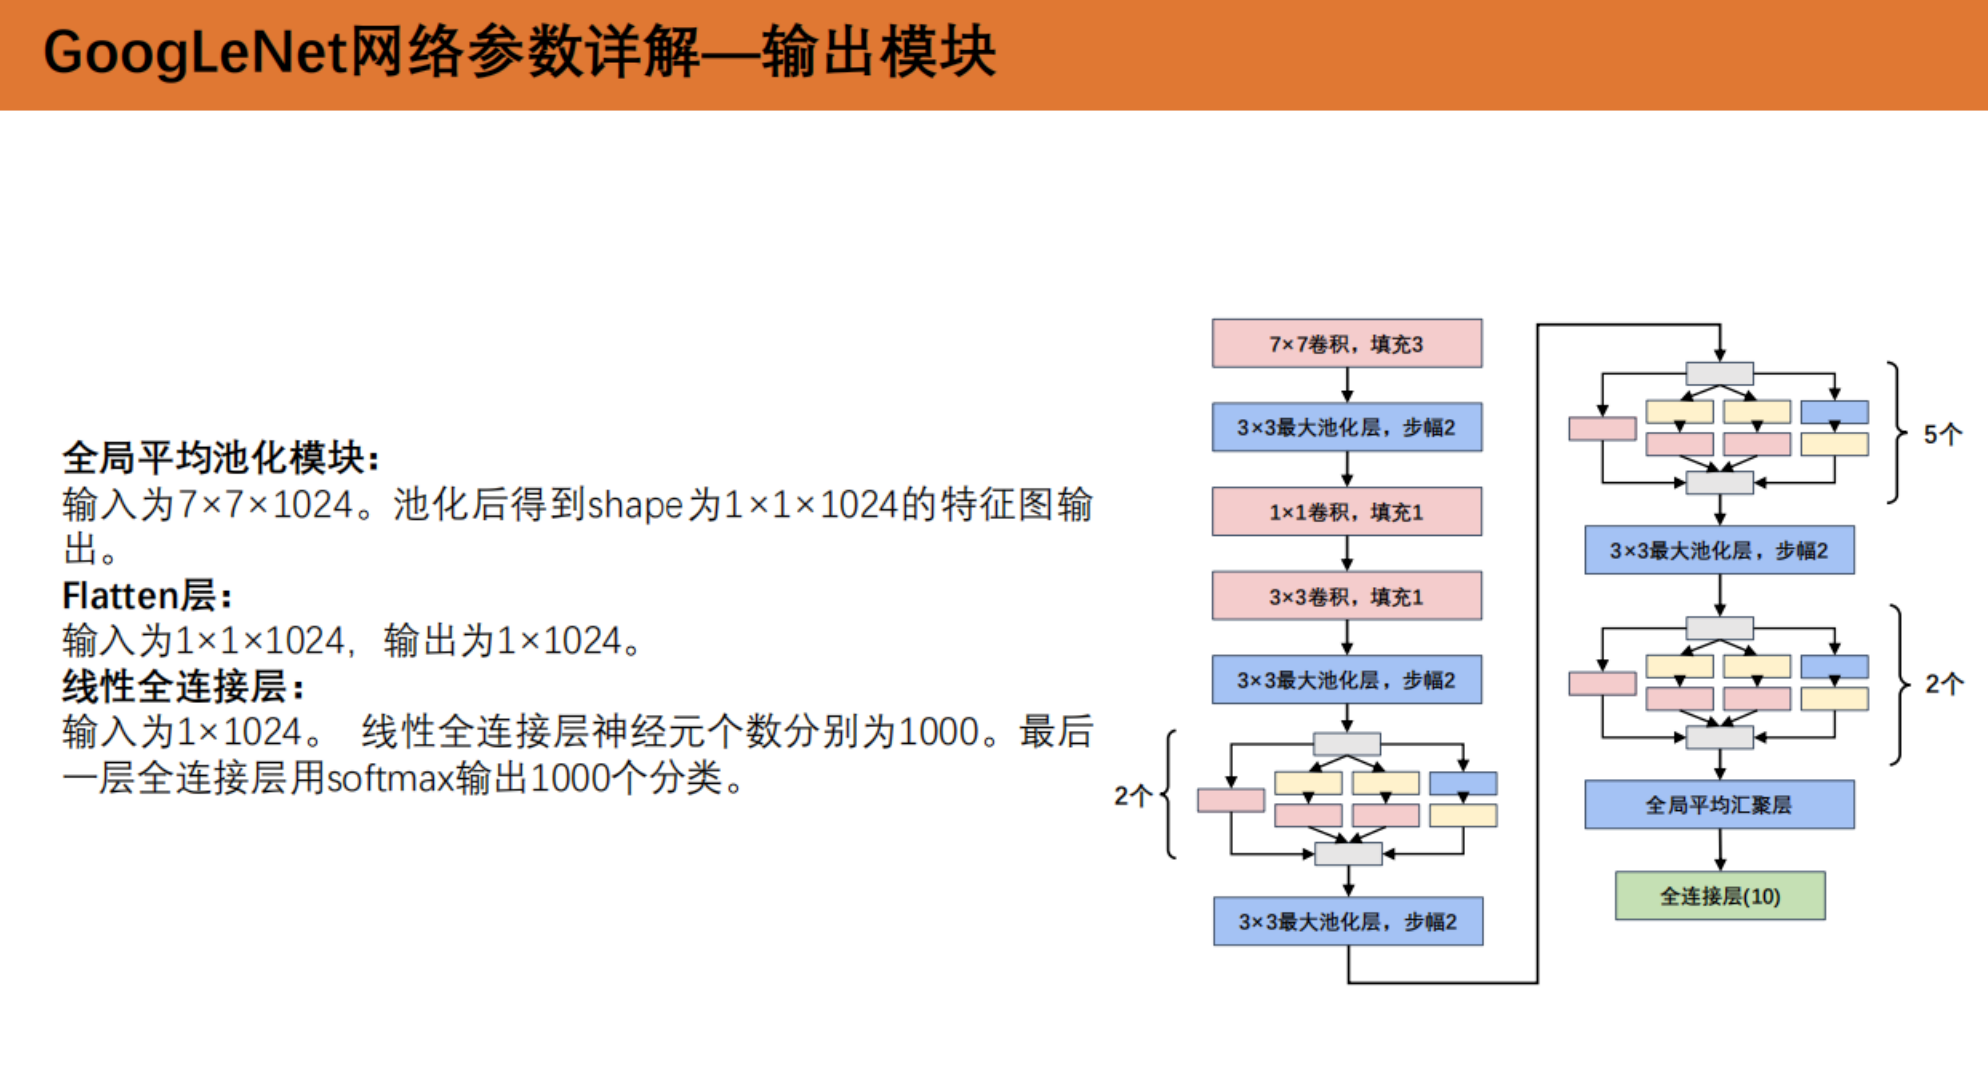 GoogLeNet网络参数详解—输出模块
全局平均池化模块：
输入为7×7×1024。池化后得到shape为1×1×1024的特征图输
出。
Flatten层：
输入为1×1×1024，输出为1×1024。
线性全连接层：
输入为1×1024。 线性全连接层神经元个数分别为1000。最后
一层全连接层用softmax输出1000个分类。
7×7卷积，填充3
3×3最大池化层，步幅2
1×1卷积，填充1
3×3卷积，填充1
3×3最大池化层，步幅2
2个
3×3最大池化层，步幅2
5个
3×3最大池化层，步幅2
2个
全局平均汇聚层
全连接层(10)